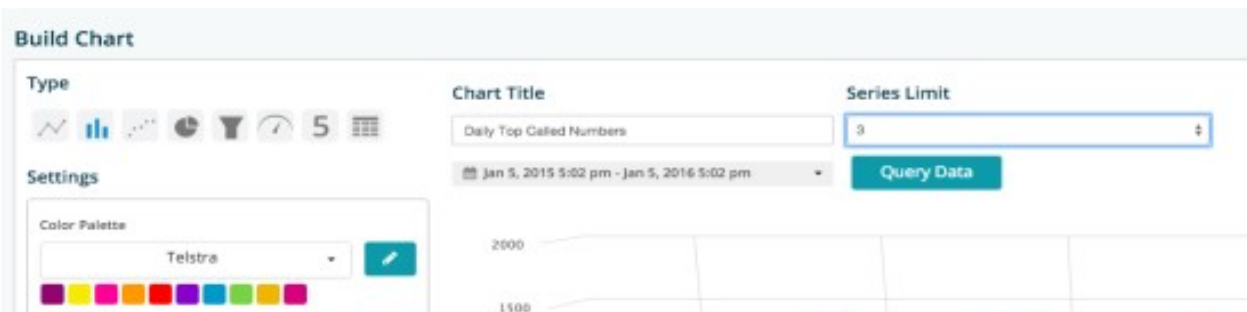 Build Chart
Type
5
Chart Title
Series Limit
Daily Top Called Numbers
3
Settings
Jan 5, 2015 5:02 pm - Jan 5, 2016 5:02 pm
Query Data
Color Palette
Telstra
2000
1500